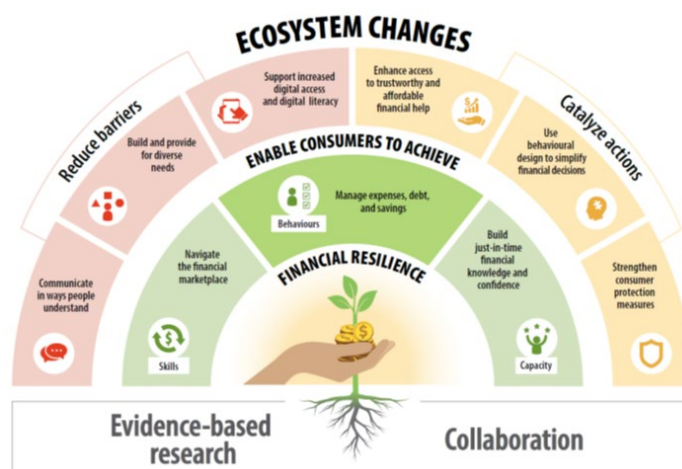 ECOSYSTEM CHANGES
Reduce barriers
Communicate
in ways people
understand
Build and provide
for diverse
needs
Support increased
digital access
and digital literacy
Catalyze actions
Enhance access
to trustworthy and
affordable
financial help
Use
behavioural
design to simplify
financial decisions
Strengthen
consumer
protection
measures
ENABLE CONSUMERS TO ACHIEVE
Navigate
the financial
marketplace
Skills
Manage expenses, debt,
and savings
Behaviours
Build
just-in-time
financial
knowledge and
confidence
Capacity
FINANCIAL RESILIENCE
$
$
Evidence-based
research
Collaboration